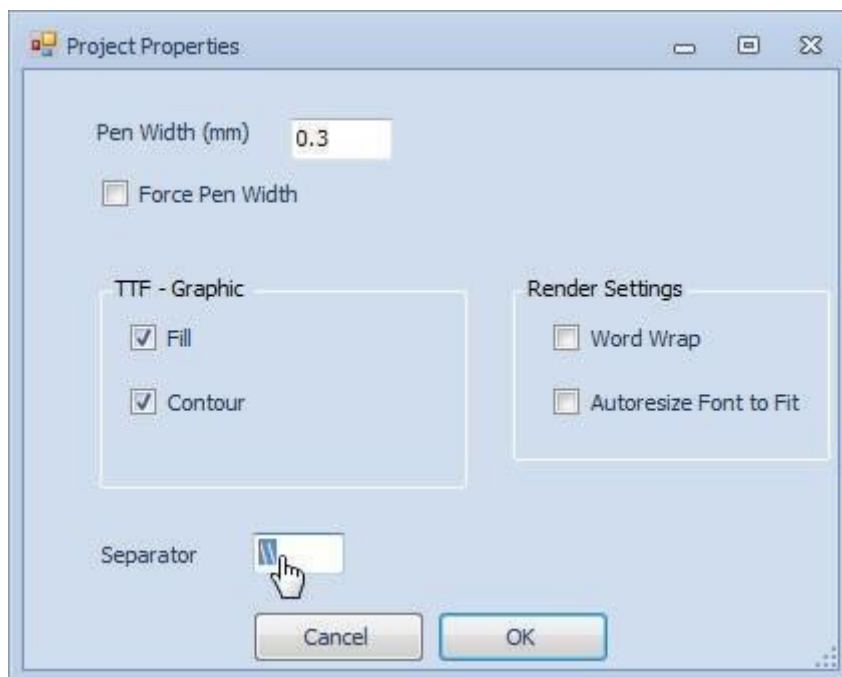 Project Properties
Pen Width (mm) 0.3
Force Pen Width
TTF - Graphic
Fill
Contour
Render Settings
Word Wrap
Autoresize Font to Fit
Separator \\
Cancel OK